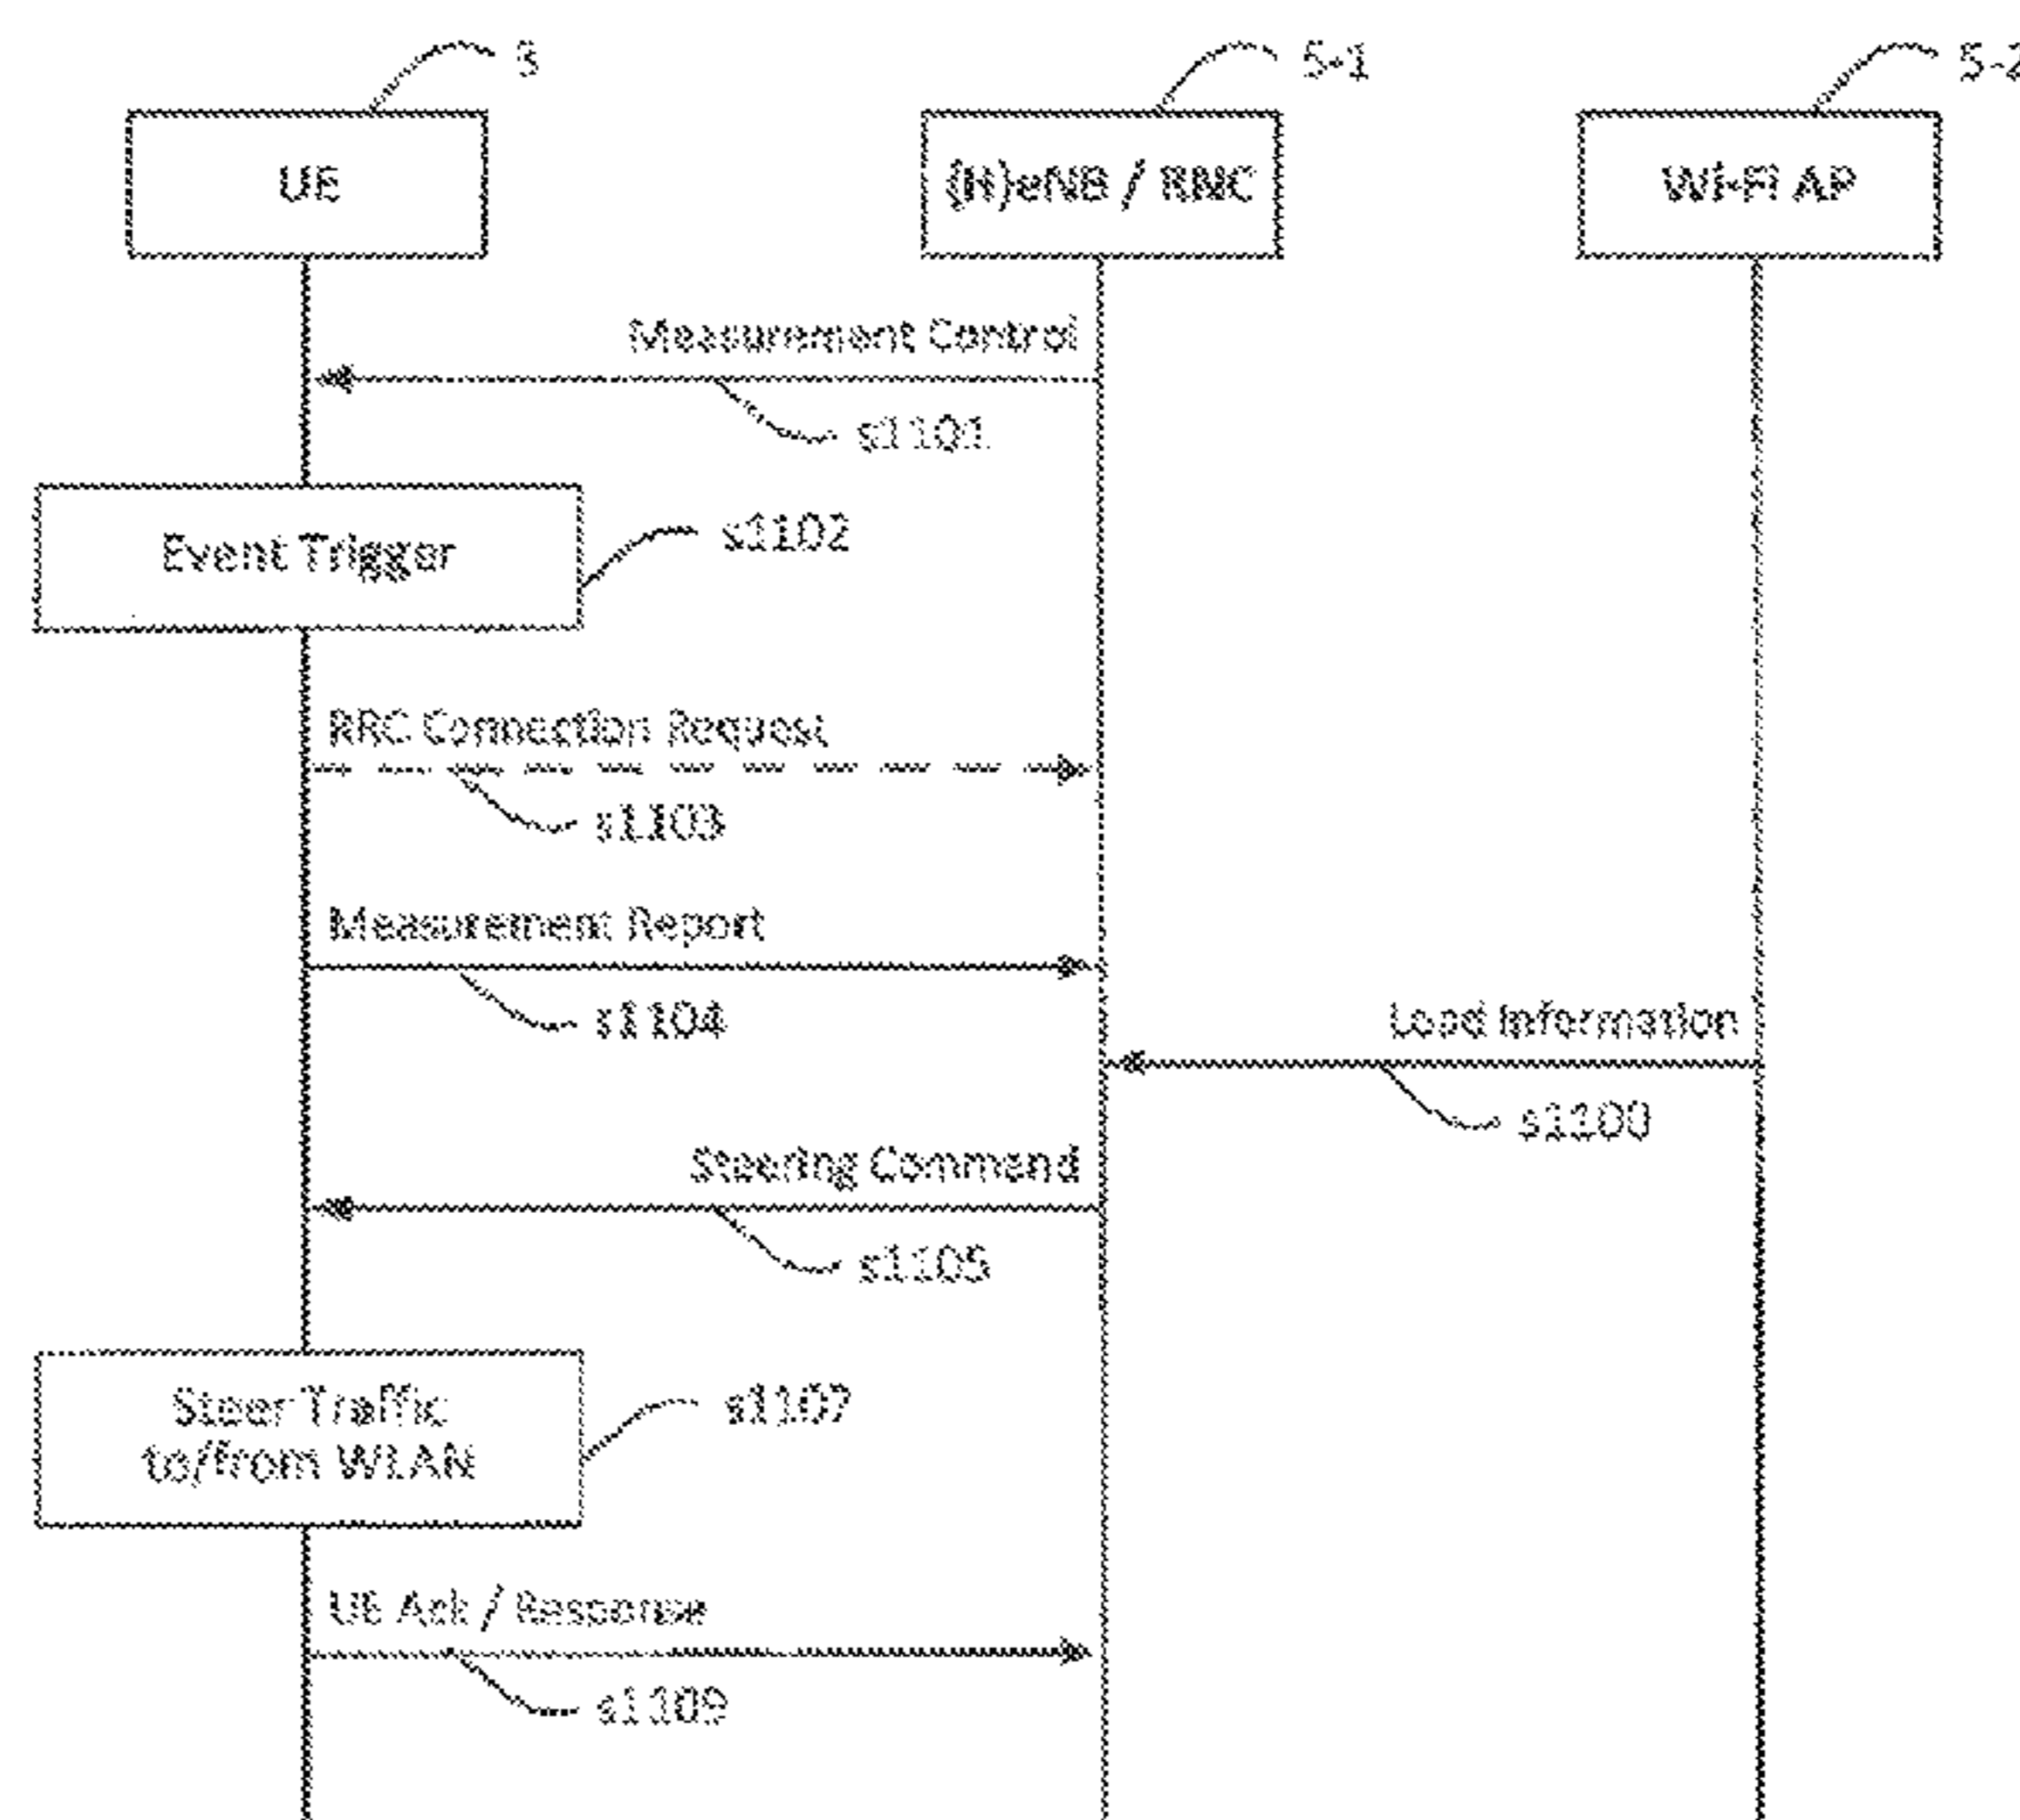 3
5-1
5-2
UE
(H)eNB / RNC
Wi-Fi AP
Measurement Control
s1101
Event Trigger
s1102
RRC Connection Request
s1103
Measurement Report
s1104
Load Information
s1100
Steering Command
s1105
Steer Traffic
to/from WLAN
s1107
UE Ack / Response
s1109